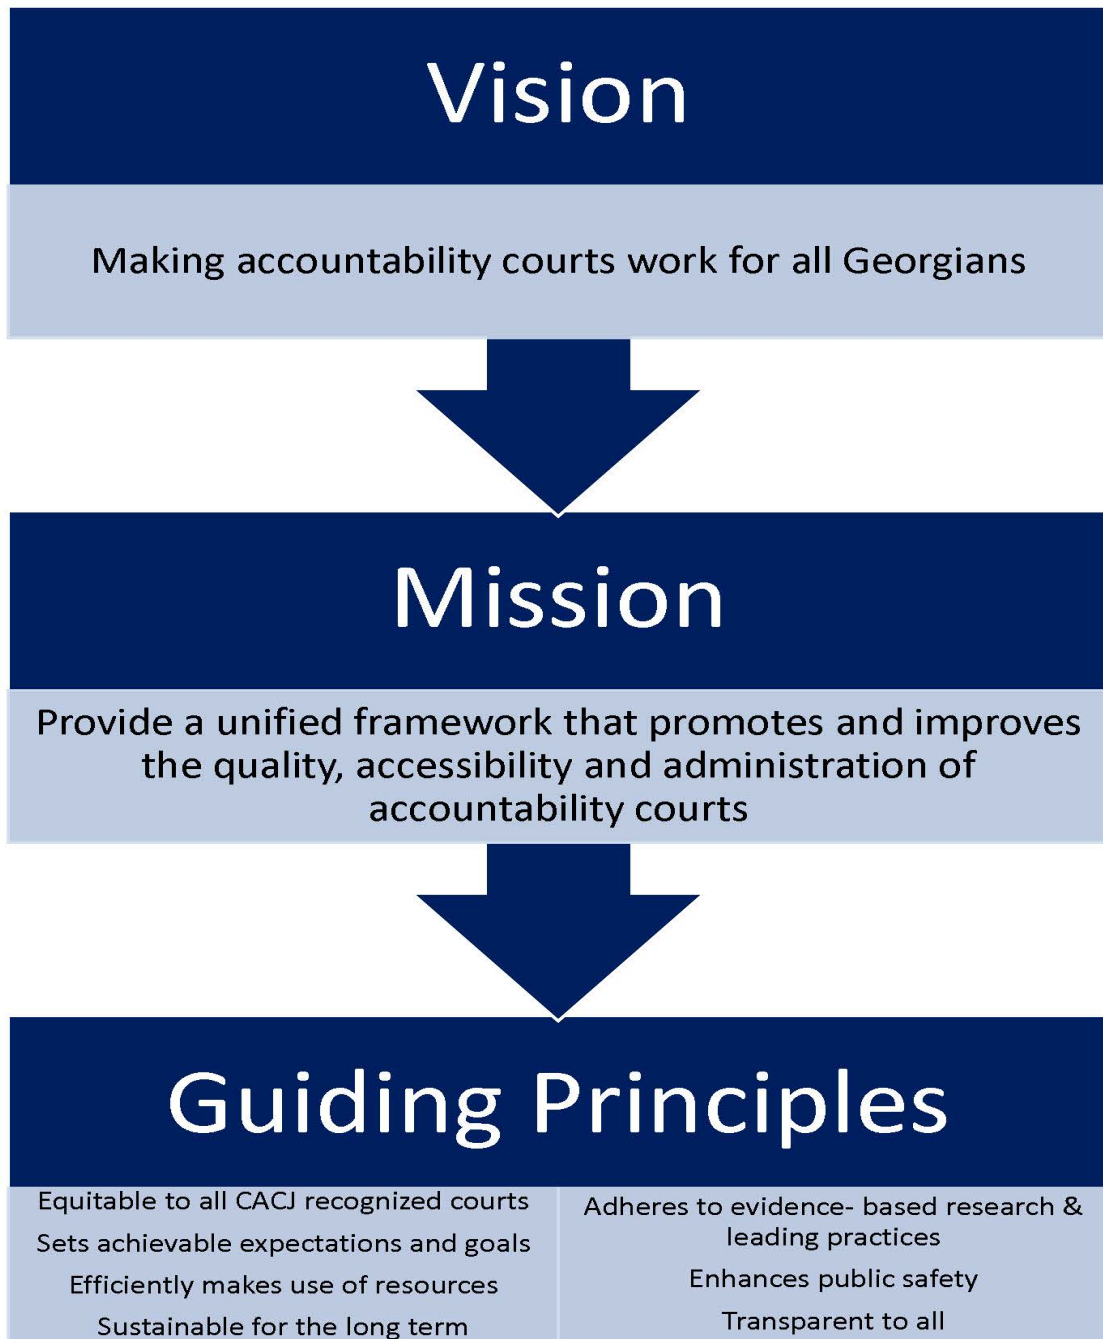 Vision
Making accountability courts work for all Georgians
Mission
Provide a unified framework that promotes and improves
the quality, accessibility and administration of
accountability courts
Guiding Principles
Equitable to all CACJ recognized courts
Sets achievable expectations and goals
Efficiently makes use of resources
Sustainable for the long term
Adheres to evidence- based research &
leading practices
Enhances public safety
Transparent to all